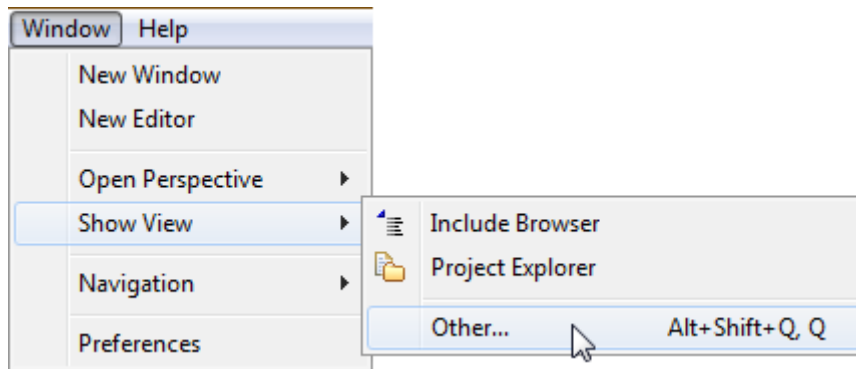 Window Help
New Window
New Editor
Open Perspective
Show View
Include Browser
Project Explorer
Navigation
Other... Alt+Shift+Q, Q
Preferences